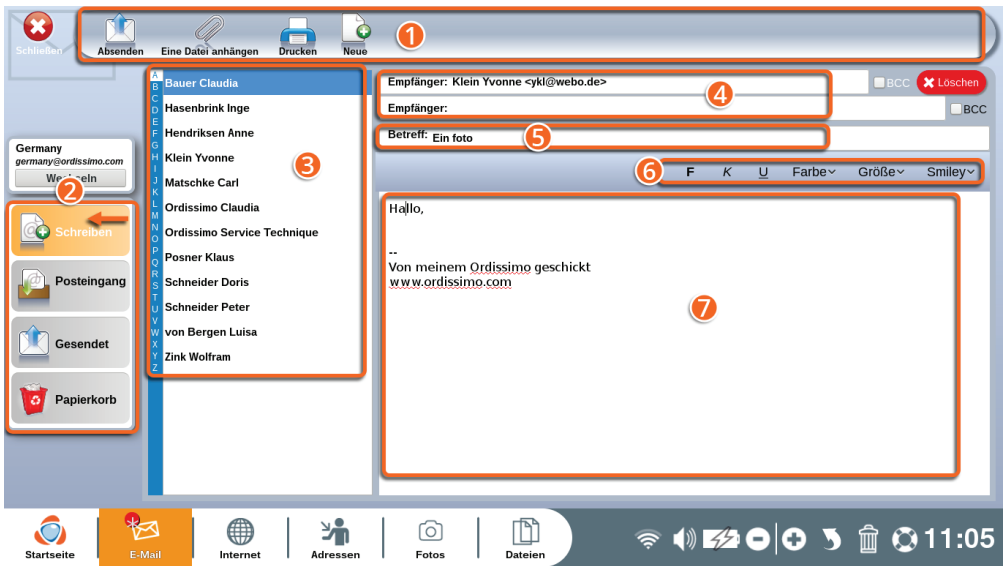 Schließen
Absenden
Eine Datei anhängen
Drucken
Neue
1
Germany
germany@ordissimo.com
2
Schreiben
Posteingang
Gesendet
Papierkorb
A
B
C
D
E
F
G
H
I
J
K
L
M
N
O
P
Q
R
S
T
U
V
W
X
Y
Z
Bauer Claudia
Hasenbrink Inge
Hendriksen Anne
Klein Yvonne
Matschke Carl
Ordissimo Claudia
Ordissimo Service Technique
Posner Klaus
Schneider Doris
Schneider Peter
von Bergen Luisa
Zink Wolfram
3
Empfänger: Klein Yvonne <ykl@webo.de>
BCC
Löschen
Empfänger:
BCC
4
Betreff: Ein foto
5
6
F K U Farbe Größe Smiley
Hallo,
--
Von meinem Ordissimo geschickt
www.ordissimo.com
7
Startseite
E-Mail
Internet
Adressen
Fotos
Dateien
11:05